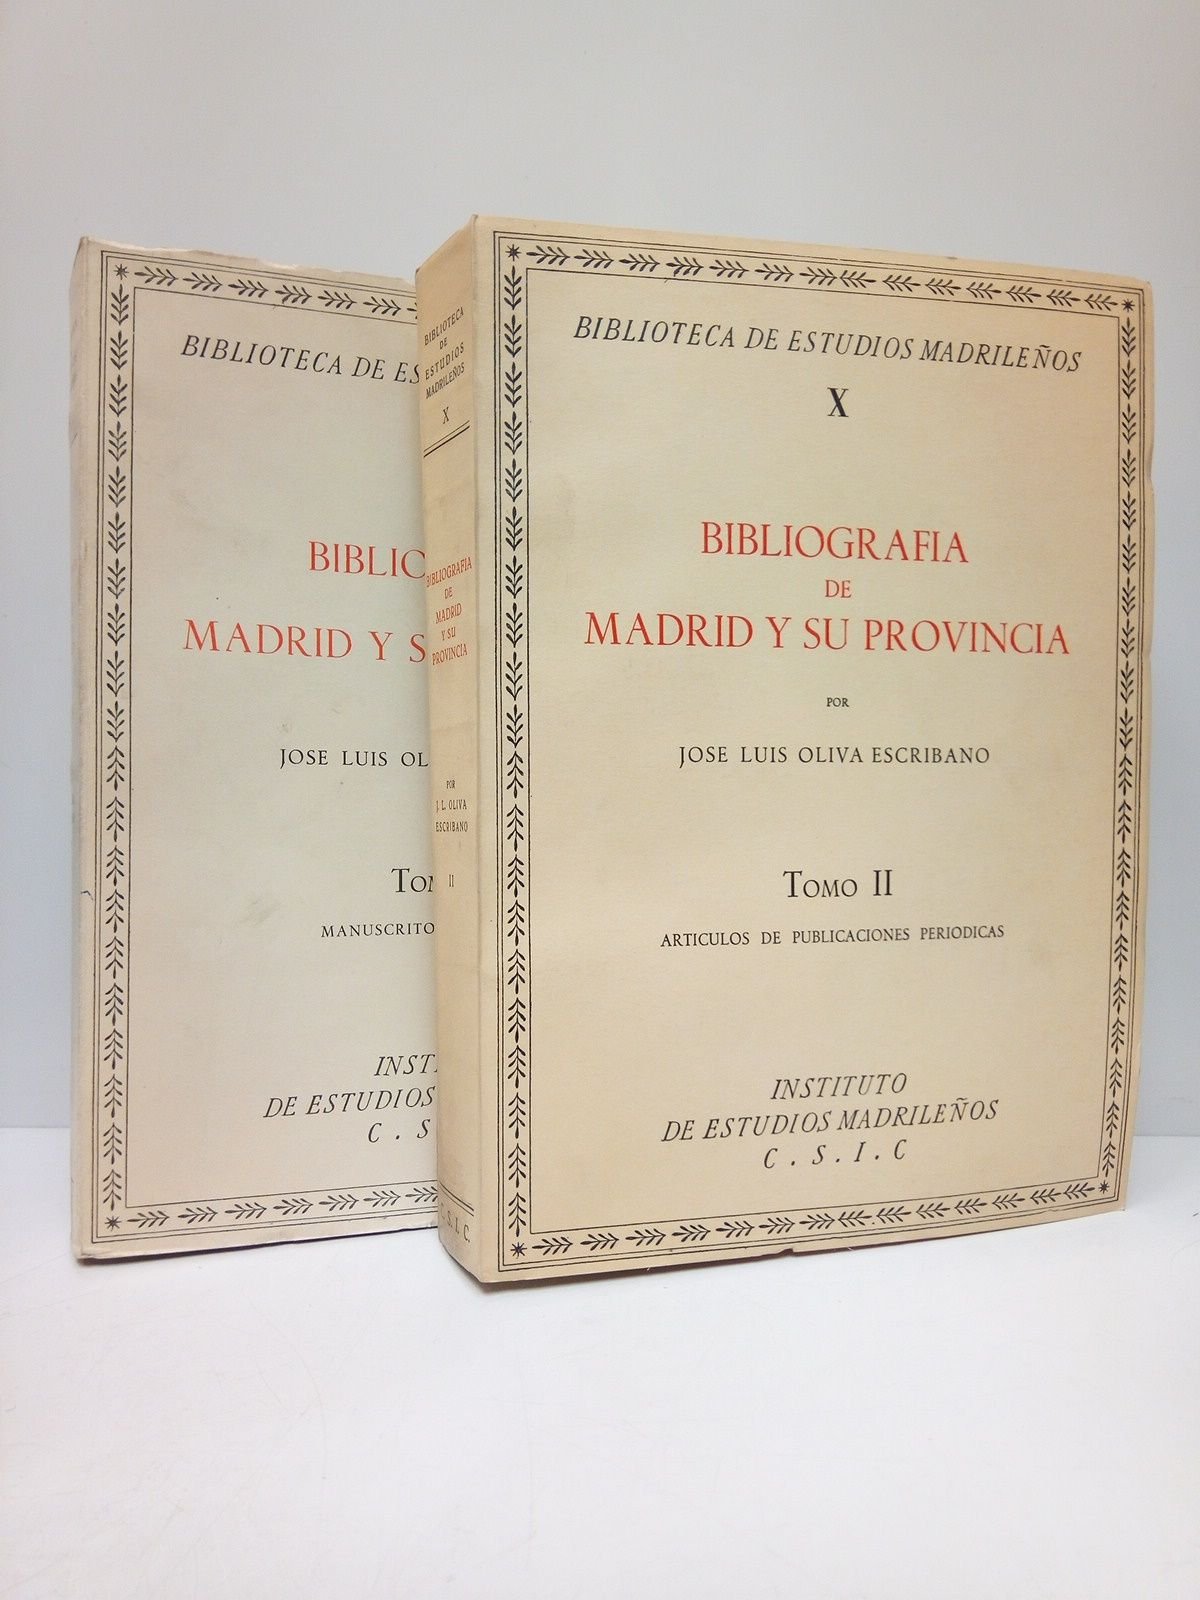 BIBLIOTECA DE ES
BIBLIO
MADRID Y S
JOSE LUIS OL
TOM
MANUSCRITO
INST
DE ESTUDIOS
C . S
BIBLIOTECA
DE
ESTUDIOS
MADRILEÑOS
X
BIBLIOGRAFIA
DE
MADRID
Y SU
PROVINCIA
POR
J. L. OLIVA
ESCRIBANO
II
C. S. I. C.
BIBLIOTECA DE ESTUDIOS MADRILEÑOS
X
BIBLIOGRAFIA
DE
MADRID Y SU PROVINCIA
POR
JOSE LUIS OLIVA ESCRIBANO
TOMO II
ARTICULOS DE PUBLICACIONES PERIODICAS
INSTITUTO
DE ESTUDIOS MADRILEÑOS
C . S . I . C